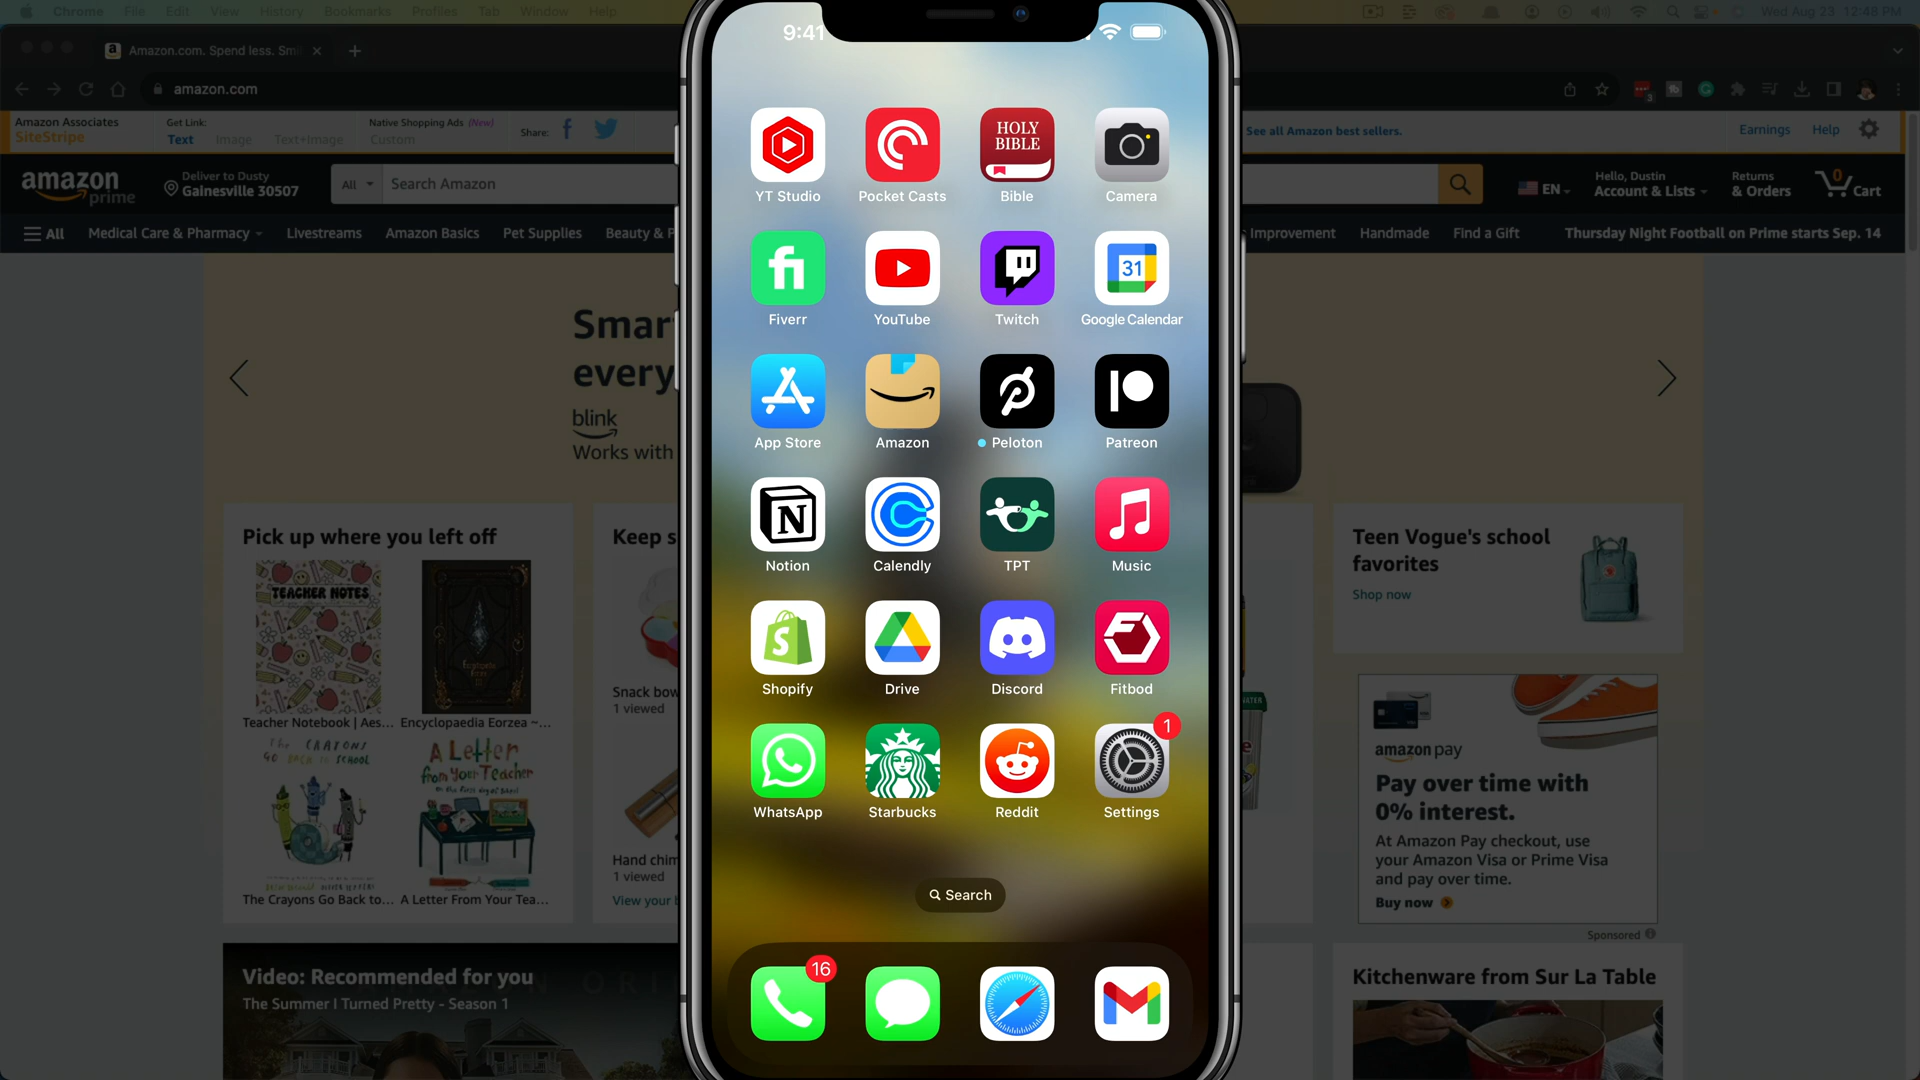 Chrome File Edit View History Bookmarks Profiles Tab Window Help
Wed Aug 23 12:48 PM
Amazon.com. Spend less. Smi
amazon.com
Amazon Associates
SiteStripe
Get Link:
Text Image Text+Image
Native Shopping Ads (New)
Custom
Share:
See all Amazon best sellers.
Earnings Help
amazon
prime
Deliver to Dusty
Gainesville 30507
All
Search Amazon
EN
Hello, Dustin
Account & Lists
Returns
& Orders
0
Cart
All Medical Care & Pharmacy Livestreams Amazon Basics Pet Supplies Beauty & P
Improvement Handmade Find a Gift Thursday Night Football on Prime starts Sep. 14
Smar
every
blink
Works with
Pick up where you left off
TEACHER NOTES
Teacher Notebook | Aes...
Encyclopaedia Eorzea ~...
The CRAYONS
GO BACK to SCHOOL
A Letter
from Your Teacher
on the First Day of School
The Crayons Go Back to...
A Letter From Your Tea...
Keep s
Snack bow
1 viewed
Hand chim
1 viewed
View your b
Teen Vogue's school
favorites
Shop now
amazon pay
Pay over time with
0% interest.
At Amazon Pay checkout, use
your Amazon Visa or Prime Visa
and pay over time.
Buy now
Sponsored
Video: Recommended for you
The Summer I Turned Pretty - Season 1
Kitchenware from Sur La Table
9:41
HOLY
BIBLE
YT Studio Pocket Casts Bible Camera
31
Fiverr YouTube Twitch Google Calendar
App Store Amazon Peloton Patreon
Notion Calendly TPT Music
Shopify Drive Discord Fitbod
1
WhatsApp Starbucks Reddit Settings
Search
16